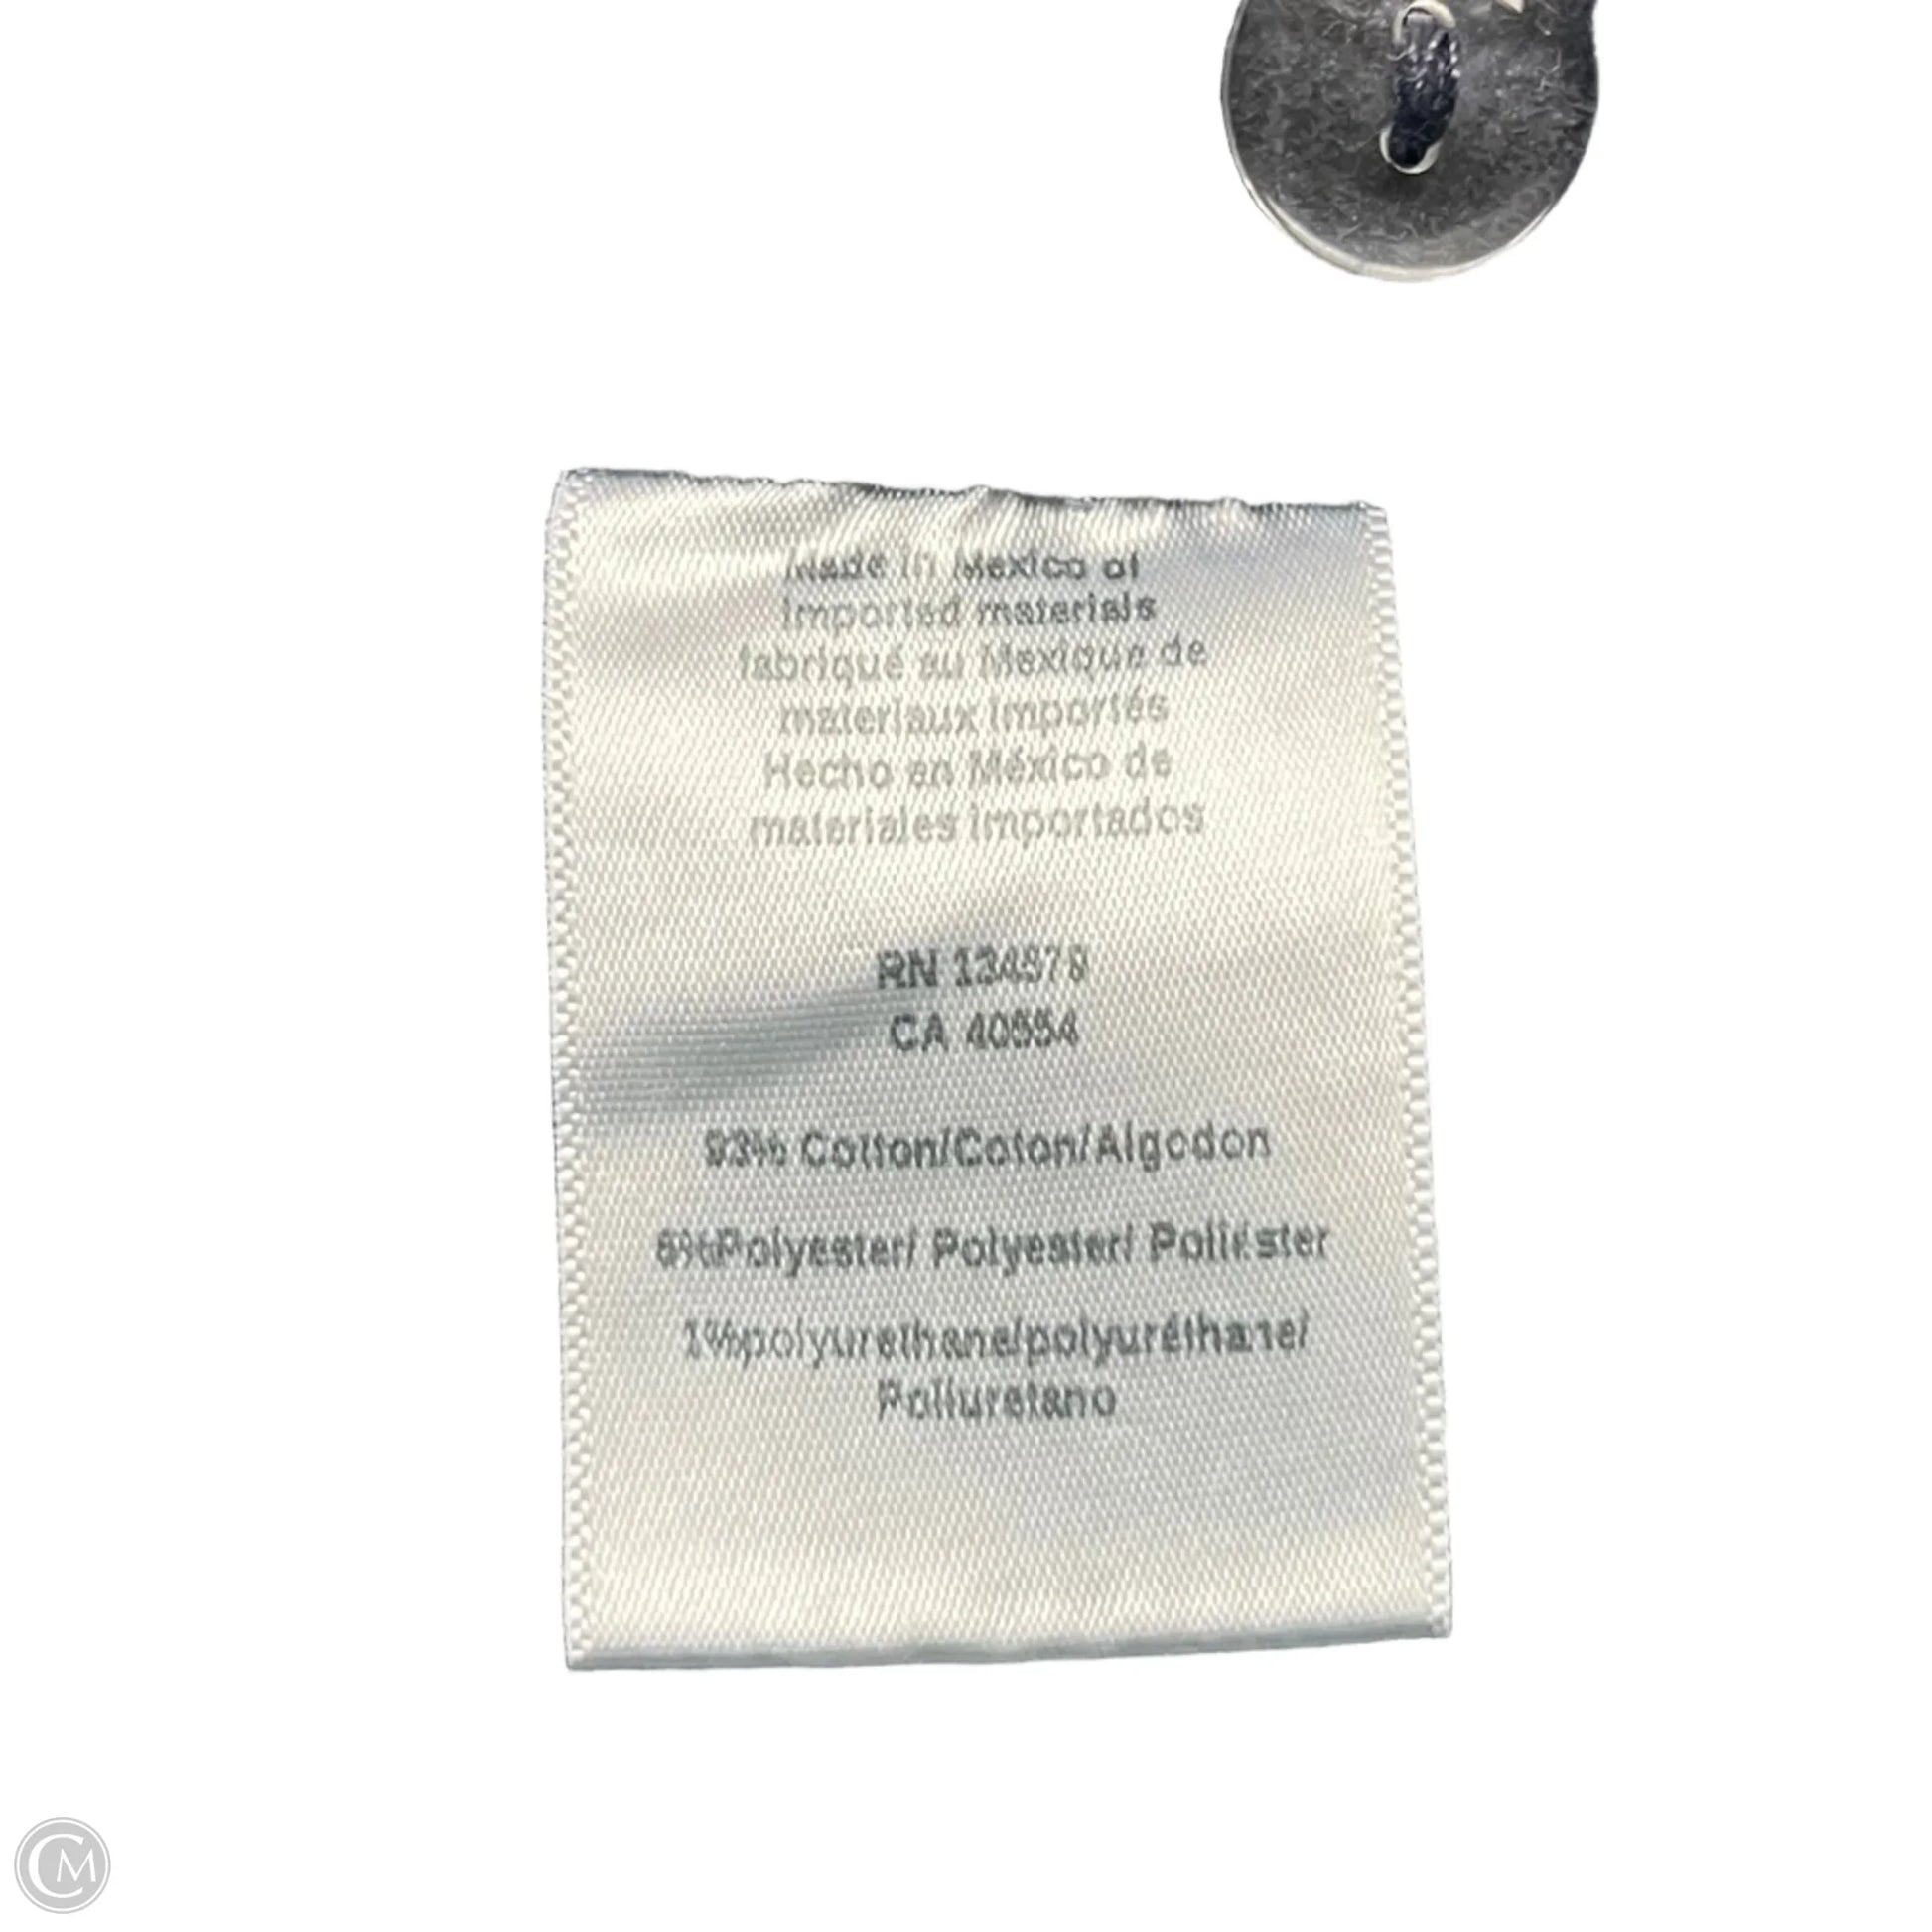 Made in Mexico of
imported materials
fabriqué au Mexique de
materiaux importés
Hecho en México de
materiales importados
RN
CA 40554
93% Cotton/Coton/Algodon
6%Polyester/ Polyester/ Poliéster
1%polyurethane/polyuréthane/
Poliuretano
CM